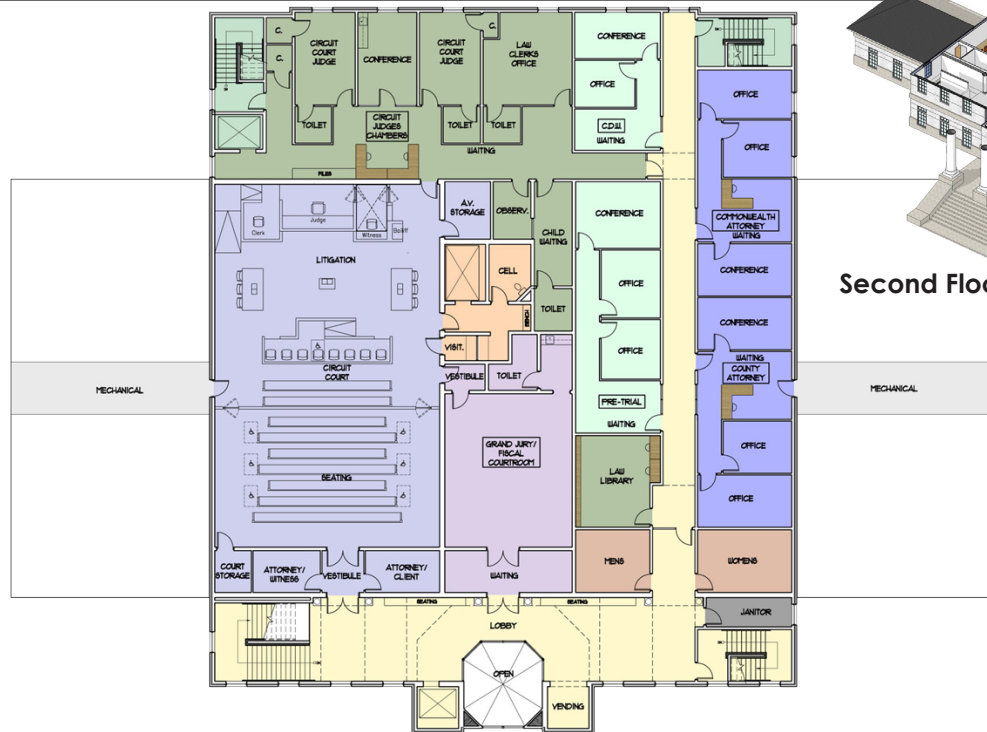 C.
C.
CIRCUIT
COURT
JUDGE
CONFERENCE
CIRCUIT
COURT
JUDGE
C.
LAW
CLERKS
OFFICE
CONFERENCE
OFFICE
C.D.W.
WAITING
TOILET
CIRCUIT
JUDGES
CHAMBERS
TOILET
TOILET
WAITING
FILES
OFFICE
OFFICE
COMMONWEALTH
ATTORNEY
WAITING
CONFERENCE
CONFERENCE
WAITING
COUNTY
ATTORNEY
OFFICE
OFFICE
Second Floo
Clerk
Judge
Witness
Bailiff
LITIGATION
A.V.
STORAGE
OBSERV.
CHILD
WAITING
CELL
BENCH
TOILET
VISIT.
VESTIBULE
TOILET
CONFERENCE
OFFICE
OFFICE
PRE-TRIAL
WAITING
MECHANICAL
CIRCUIT
COURT
SEATING
GRAND JURY/
FISCAL
COURTROOM
LAW
LIBRARY
MECHANICAL
COURT
STORAGE
ATTORNEY/
WITNESS
VESTIBULE
ATTORNEY/
CLIENT
WAITING
MENS
WOMENS
SEATING
SEATING
JANITOR
LOBBY
OPEN
VENDING